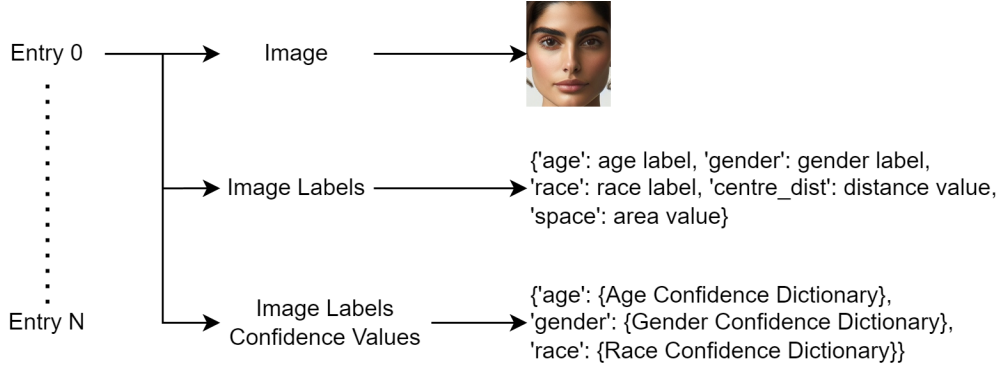 Entry 0
Image
Image Labels
{'age': age label, 'gender': gender label,
'race': race label, 'centre_dist': distance value,
'space': area value}
Entry N
Image Labels
Confidence Values
{'age': {Age Confidence Dictionary},
'gender': {Gender Confidence Dictionary},
'race': {Race Confidence Dictionary}}